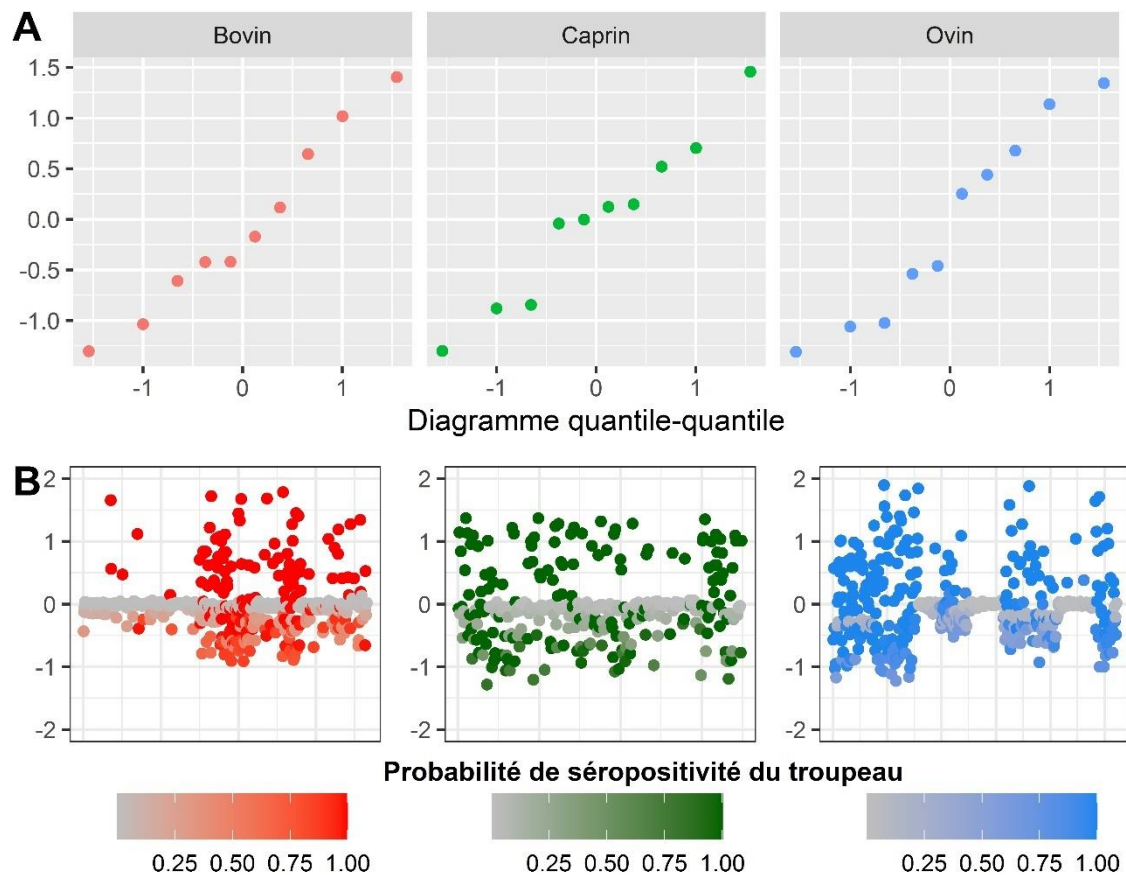 A
Bovin Caprin Ovin
1.5
1.0
0.5
0.0
-0.5
-1.0
-1 0 1 -1 0 1 -1 0 1
Diagramme quantile-quantile
B
2 2 2
1 1 1
0 0 0
-1 -1 -1
-2 -2 -2
Probabilité de séropositivité du troupeau
0.25 0.50 0.75 1.00 0.25 0.50 0.75 1.00 0.25 0.50 0.75 1.00